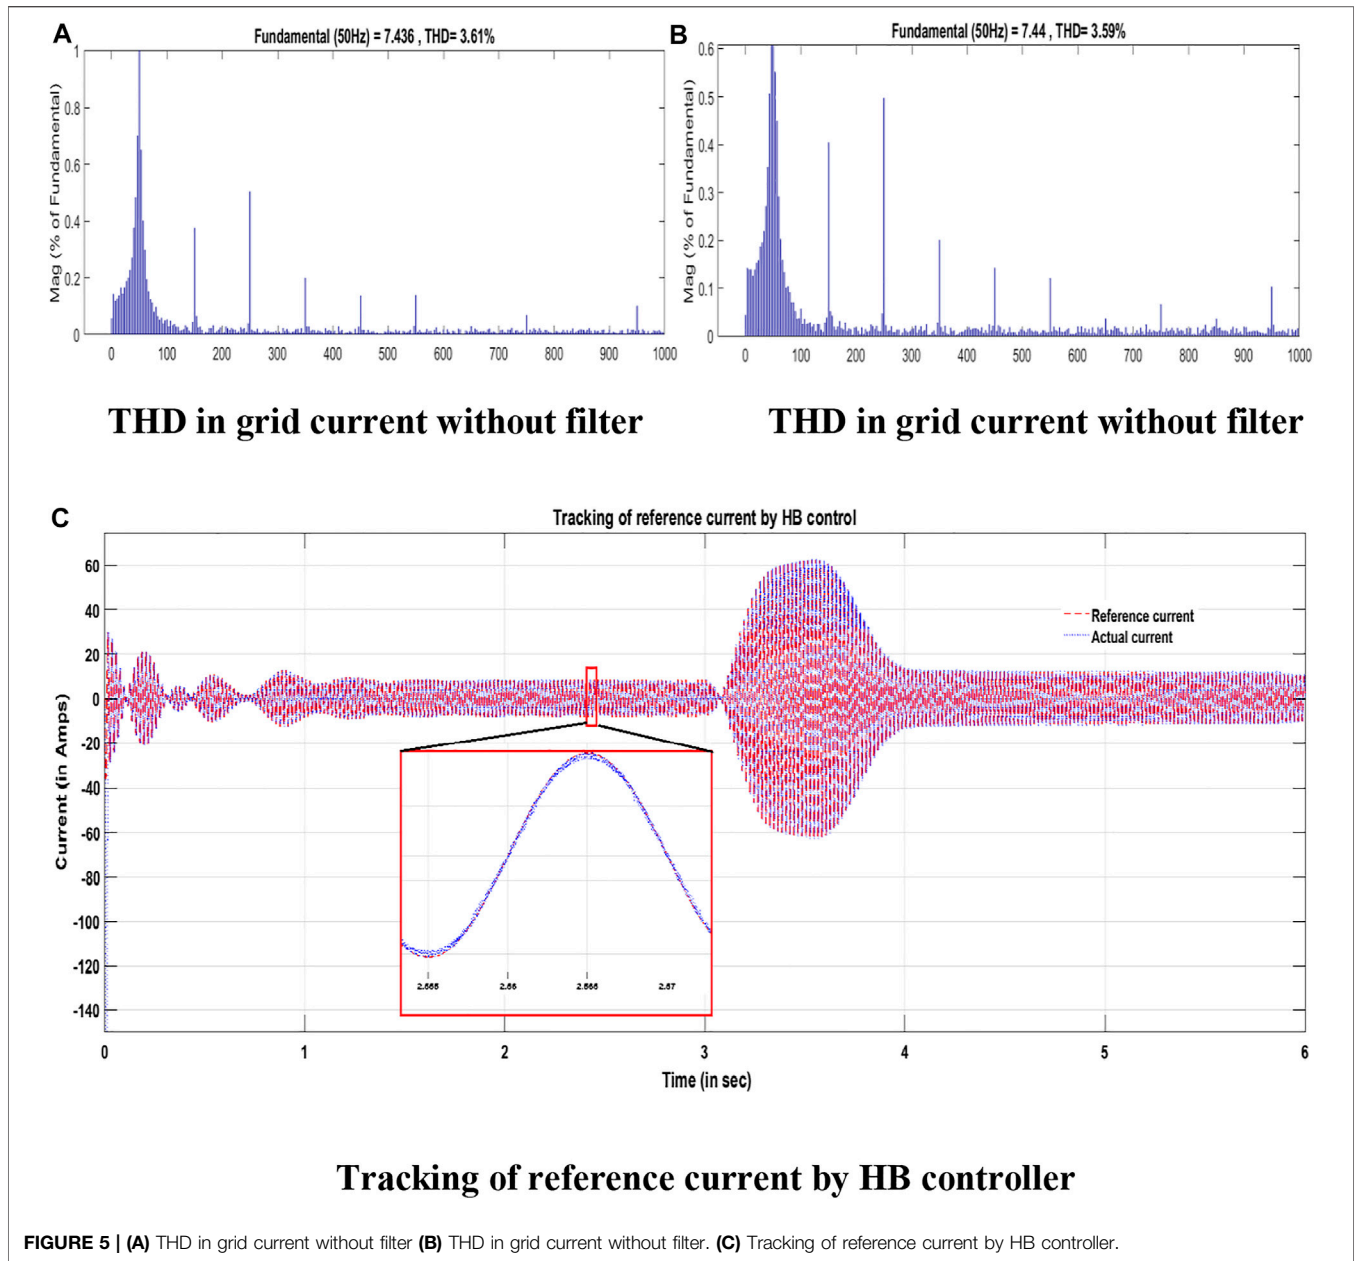 A
Fundamental (50Hz) = 7.436 , THD= 3.61%
Mag (% of Fundamental)
1
0.8
0.6
0.4
0.2
0
0 100 200 300 400 500 600 700 800 900 1000
THD in grid current without filter
B
Fundamental (50Hz) = 7.44 , THD= 3.59%
Mag (% of Fundamental)
0.6
0.5
0.4
0.3
0.2
0.1
0
0 100 200 300 400 500 600 700 800 900 1000
THD in grid current without filter
C
Tracking of reference current by HB control
Current (in Amps)
60
40
20
0
-20
-40
-60
-80
-100
-120
-140
Reference current
Actual current
2.66 2.67
0 1 2 3 4 5 6
Time (in sec)
Tracking of reference current by HB controller
FIGURE 5 | (A) THD in grid current without filter (B) THD in grid current without filter. (C) Tracking of reference current by HB controller.